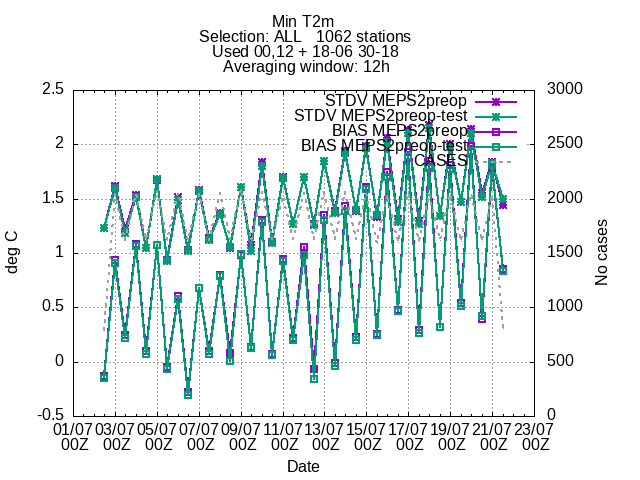 Min T2m
Selection: ALL 1062 stations
Used 00,12 + 18-06 30-18
Averaging window: 12h
2.5
2
1.5
1
0.5
0
-0.5
3000
2500
2000
1500
1000
500
0
deg C
No cases
STDV MEPS2preop
STDV MEPS2preop-test
BIAS MEPS2preop
BIAS MEPS2preop-test
CASES
01/07 03/07 05/07 07/07 09/07 11/07 13/07 15/07 17/07 19/07 21/07 23/07
00Z 00Z 00Z 00Z 00Z 00Z 00Z 00Z 00Z 00Z 00Z 00Z
Date